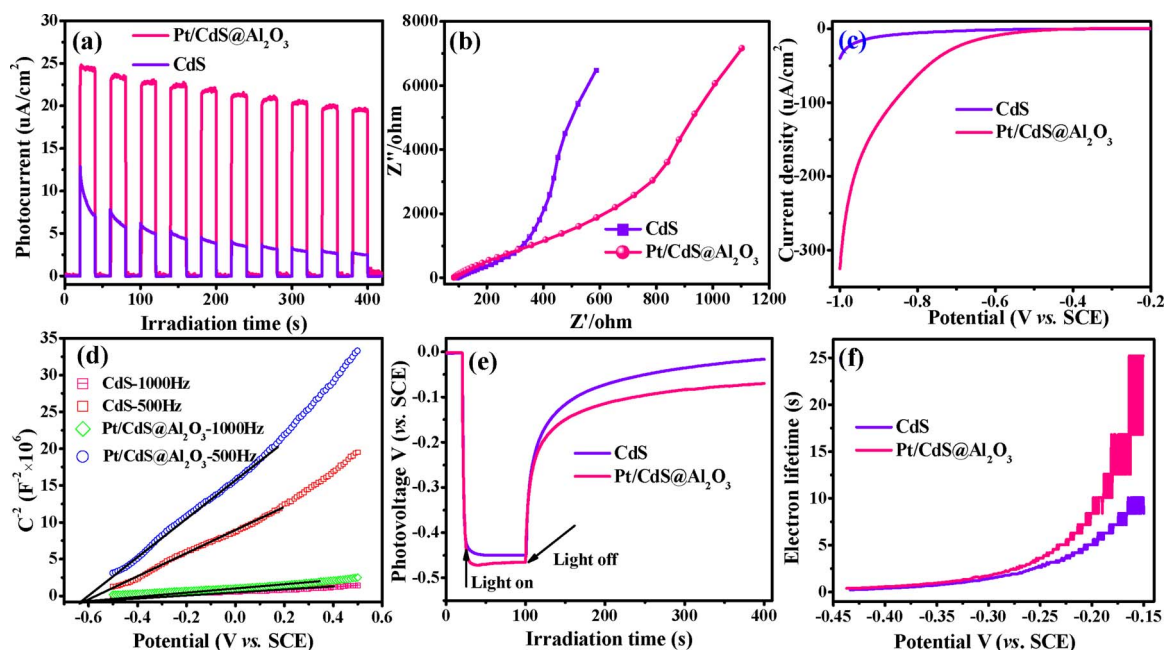 (a)
Pt/CdS@Al₂O₃
CdS
Photocurrent (uA/cm²)
30
25
20
15
10
5
0
0 100 200 300 400
Irradiation time (s)
(b)
Z''/ohm
8000
6000
4000
2000
0
CdS
Pt/CdS@Al₂O₃
200 400 600 800 1000 1200
Z'/ohm
(c)
Current density (uA/cm²)
0
-100
-200
-300
CdS
Pt/CdS@Al₂O₃
-1.0 -0.8 -0.6 -0.4 -0.2
Potential (V vs. SCE)
(d)
C⁻² (F⁻² ×10⁶)
35
30
25
20
15
10
5
0
CdS-1000Hz
CdS-500Hz
Pt/CdS@Al₂O₃-1000Hz
Pt/CdS@Al₂O₃-500Hz
-0.6 -0.4 -0.2 0.0 0.2 0.4 0.6
Potential (V vs. SCE)
(e)
Photovoltage V (vs. SCE)
0.0
-0.1
-0.2
-0.3
-0.4
-0.5
CdS
Pt/CdS@Al₂O₃
Light off
Light on
0 100 200 300 400
Irradiation time (s)
(f)
Electron lifetime (s)
25
20
15
10
5
0
CdS
Pt/CdS@Al₂O₃
-0.45 -0.40 -0.35 -0.30 -0.25 -0.20 -0.15
Potential V (vs. SCE)